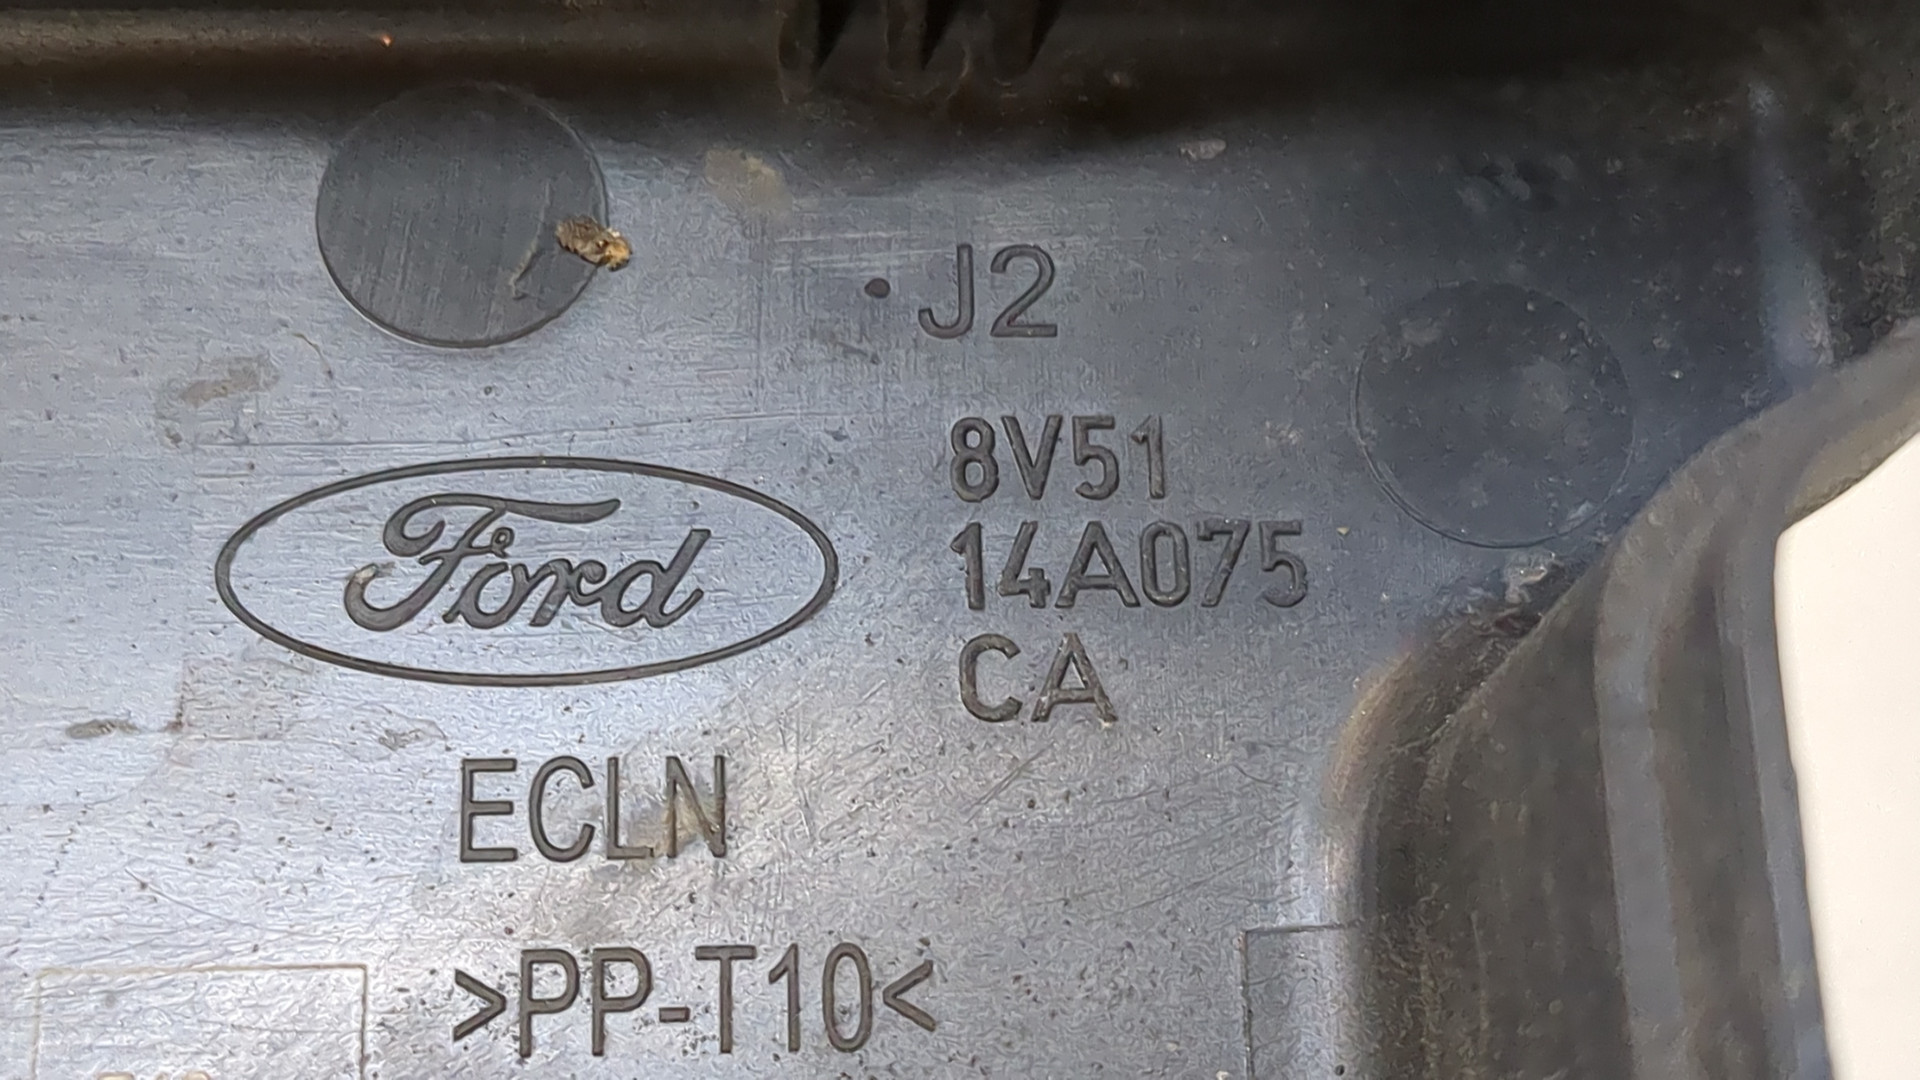 J2
8V51
14A075
CA
Ford
ECLN
>PP-T10<